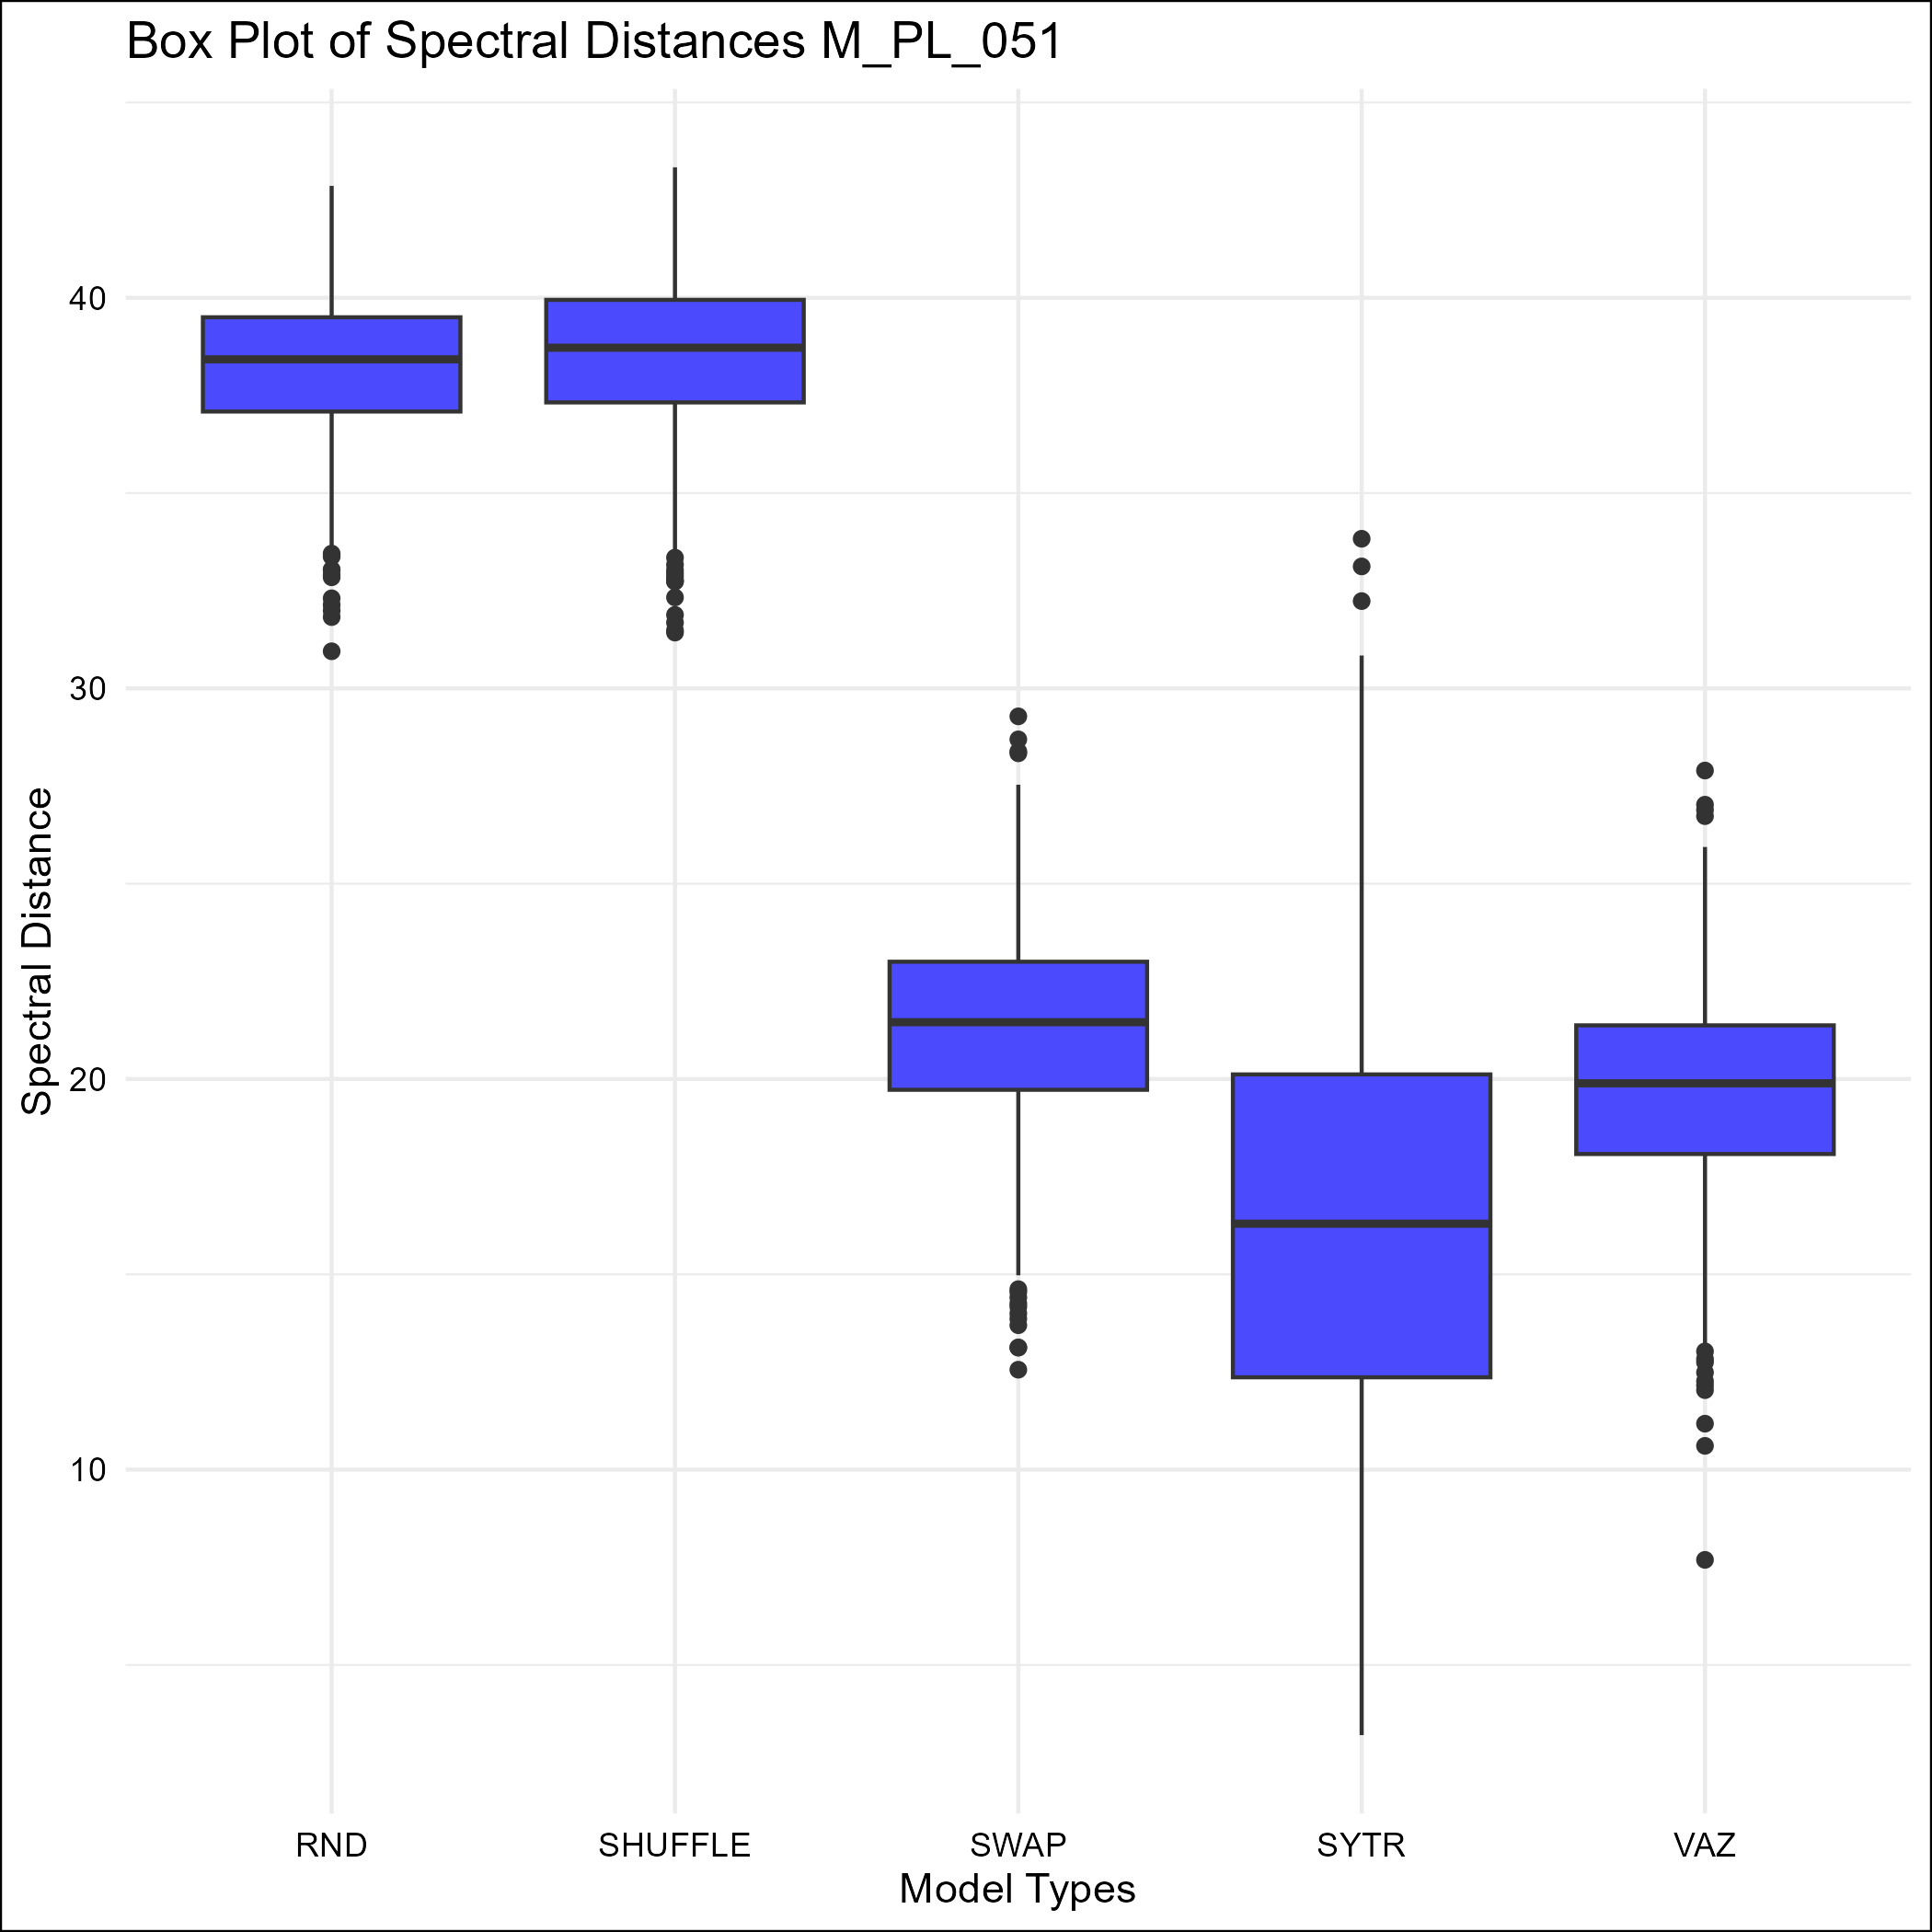 Box Plot of Spectral Distances M_PL_051
Spectral Distance
40
30
20
10
RND SHUFFLE SWAP SYTR VAZ
Model Types